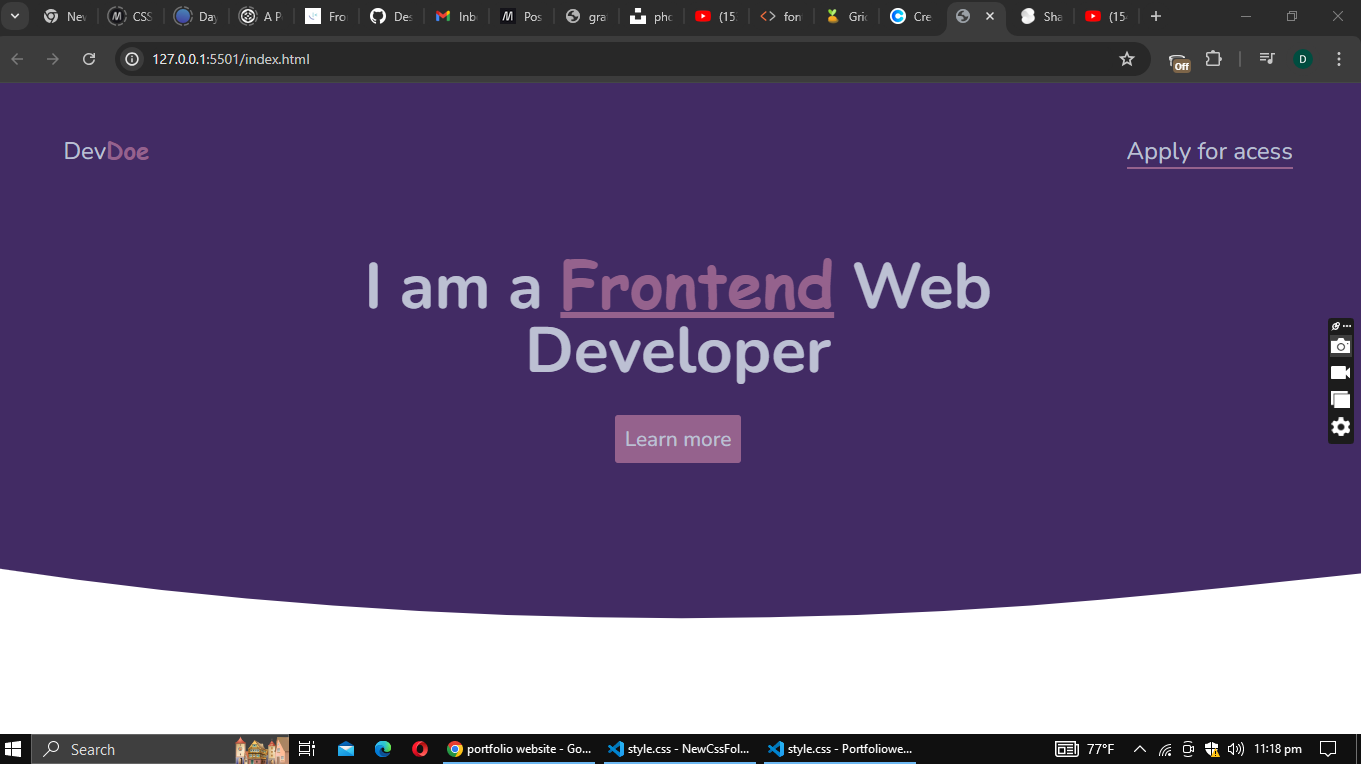 New
CSS
Day
A P
Fro
Des
Inb
Pos
gra
pho
(15
form
Grid
Cre
Sha
(15
127.0.0.1:5501/index.html
Off
D
DevDoe
Apply for acess
I am a Frontend Web
Developer
Learn more
Search
portfolio website - Go...
style.css - NewCssFol...
style.css - Portfoliowe...
77°F
11:18 pm